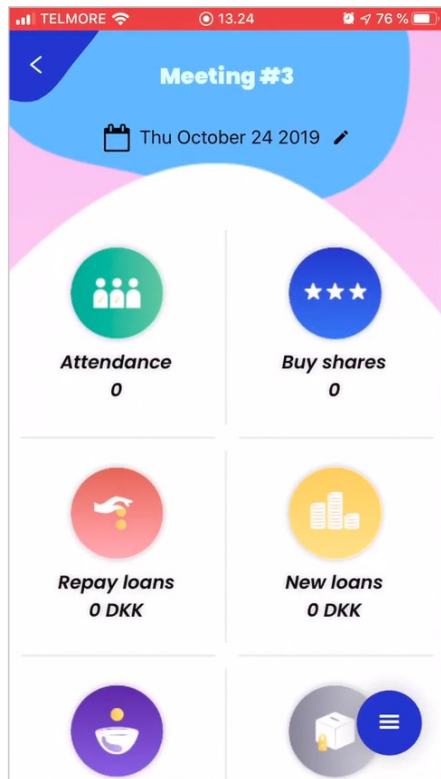 TELMORE 13.24 76 %
Meeting #3
Thu October 24 2019
Attendance
0
Buy shares
0
Repay loans
0 DKK
New loans
0 DKK